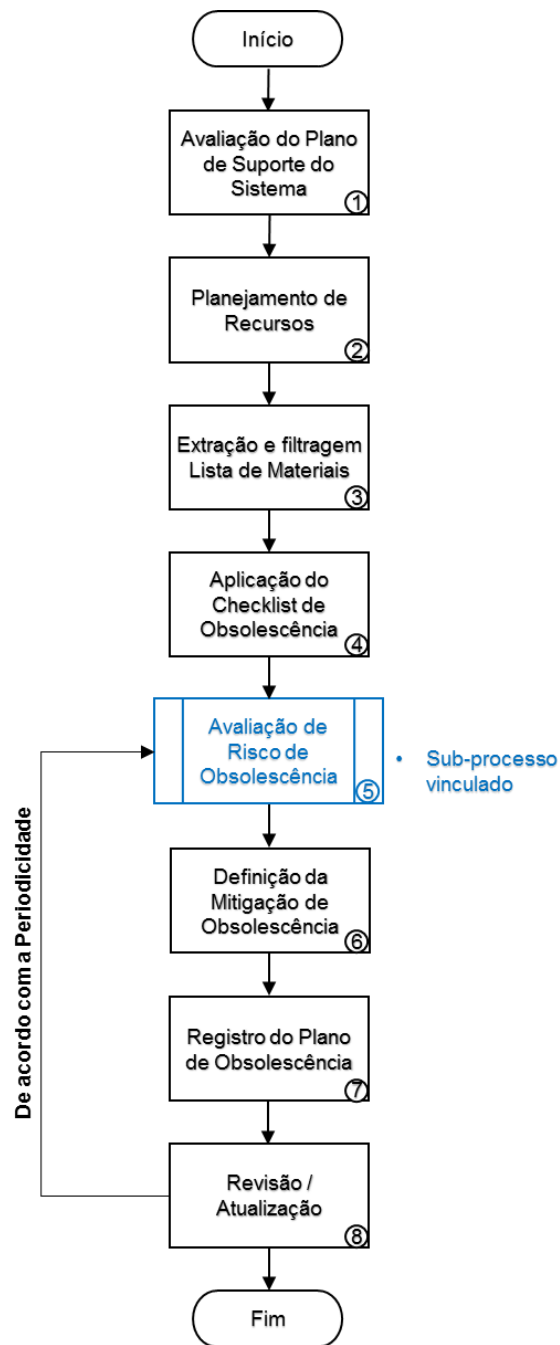 Início
Avaliação do Plano
de Suporte do
Sistema
1
Planejamento de
Recursos
2
Extração e filtragem
Lista de Materiais
3
Aplicação do
Checklist de
Obsolescência
4
Avaliação de
Risco de
Obsolescência
5
• Sub-processo
vinculado
De acordo com a Periodicidade
Definição da
Mitigação de
Obsolescência
6
Registro do Plano
de Obsolescência
7
Revisão /
Atualização
8
Fim